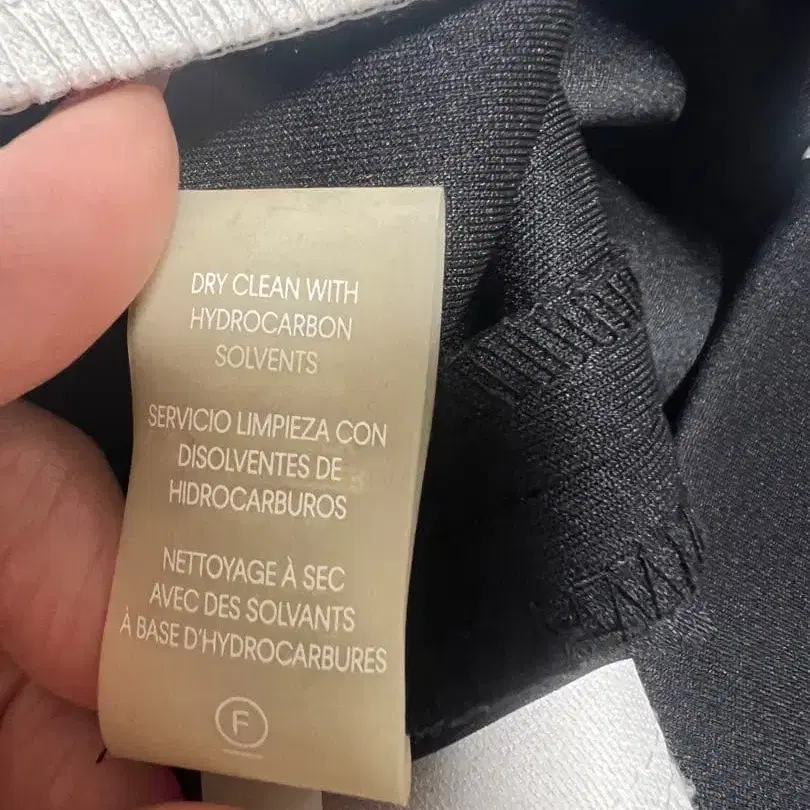 DRY CLEAN WITH
HYDROCARBON
SOLVENTS
SERVICIO LIMPIEZA CON
DISOLVENTES DE
HIDROCARBUROS
NETTOYAGE À SEC
AVEC DES SOLVANTS
À BASE D'HYDROCARBURES
F